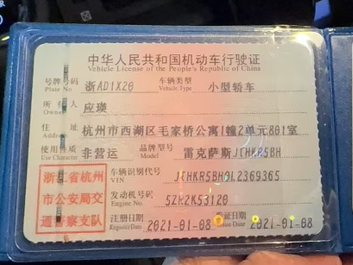 中华人民共和国机动车行驶证
Vehicle License of the People's Republic of China
号牌号码 浙AD1X26 车辆类型 小型轿车
Plate No. Vehicle Type
所有人 应瑛
Owner
住址 杭州市西湖区毛家桥公寓1幢2单元801室
Address
使用性质 非营运 品牌型号 雷克萨斯JTHKR5BH
Use Character Model
浙江省杭州 车辆识别代号 JTHKR5BH0L2369365
VIN
市公安局交 发动机号码 5ZR2K53120
Engine No.
通警察支队 注册日期 2021-01-08 发证日期 2021-01-08
Register Date